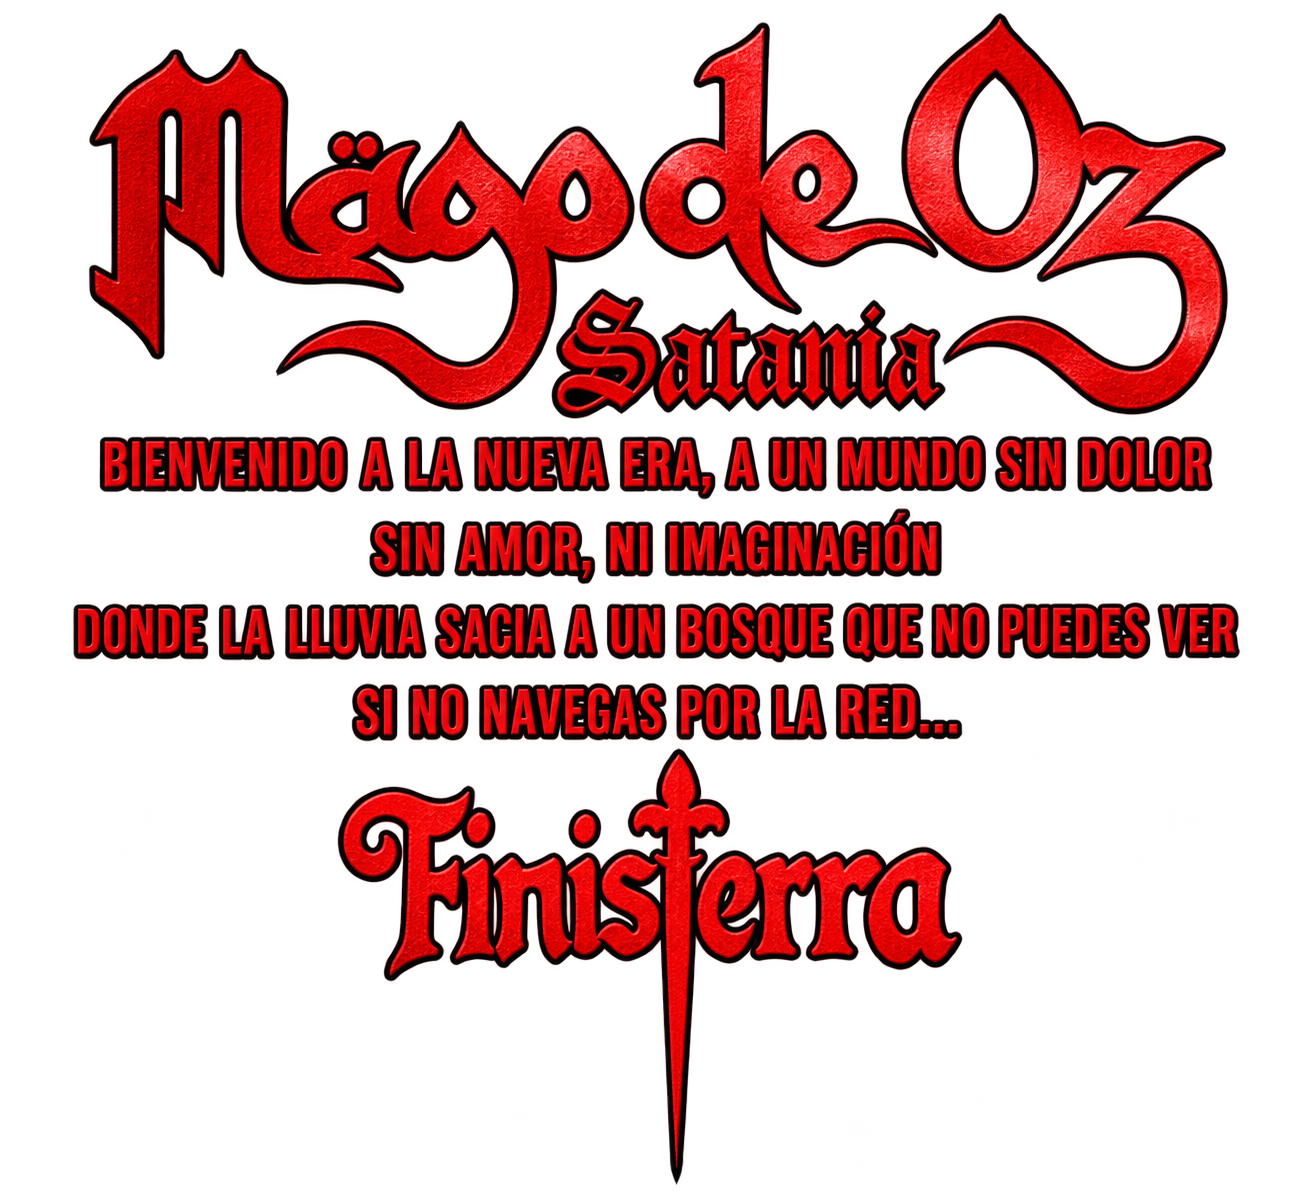 Mägo de Oz
Satania
BIENVENIDO A LA NUEVA ERA, A UN MUNDO SIN DOLOR
SIN AMOR, NI IMAGINACIÓN
DONDE LA LLUVIA SACIA A UN BOSQUE QUE NO PUEDES VER
SI NO NAVEGAS POR LA RED...
Finisterra